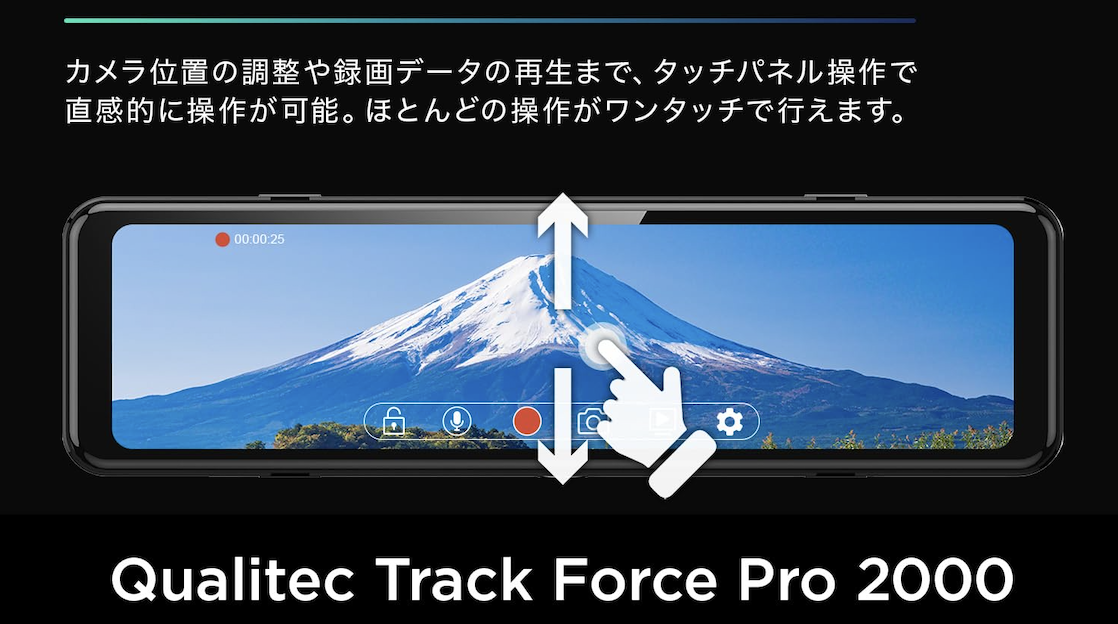 カメラ位置の調整や録画データの再生まで、タッチパネル操作で
直感的に操作が可能。ほとんどの操作がワンタッチで行えます。
00:00:25
Qualitec Track Force Pro 2000